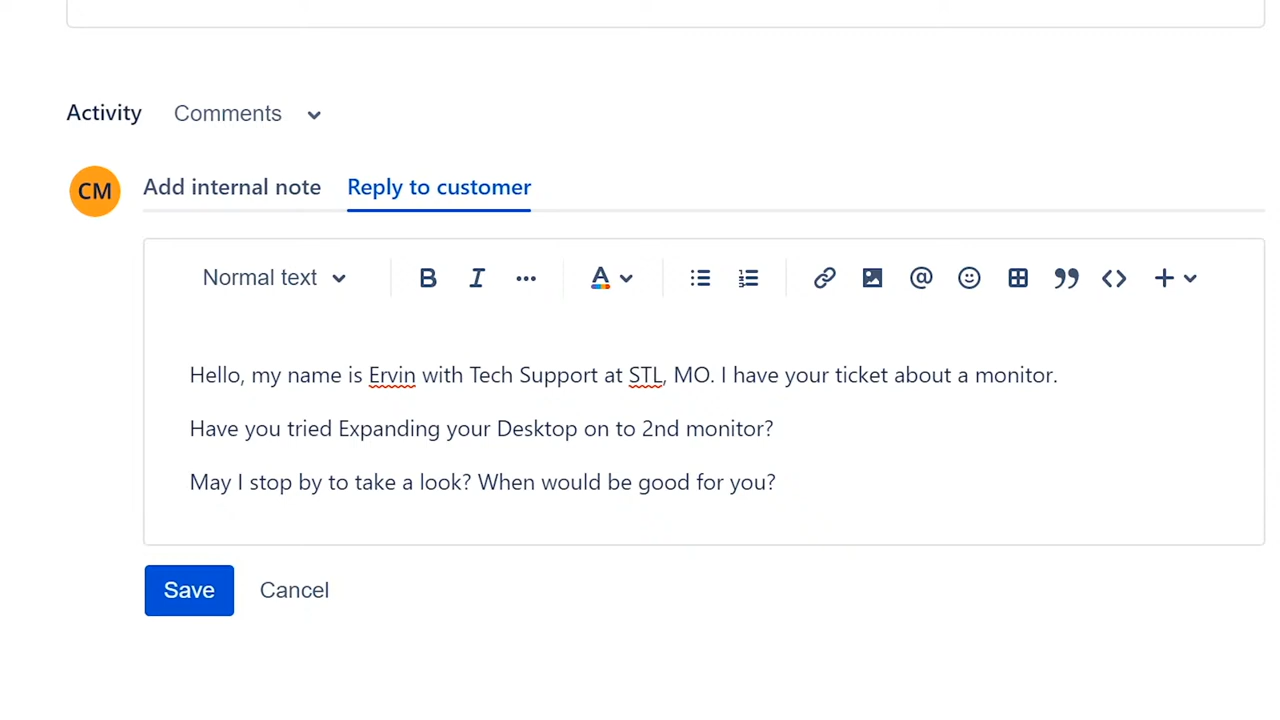 Activity Comments
CM Add internal note Reply to customer
Normal text B I ... A @ <> +
Hello, my name is Ervin with Tech Support at STL, MO. I have your ticket about a monitor.
Have you tried Expanding your Desktop on to 2nd monitor?
May I stop by to take a look? When would be good for you?
Save Cancel